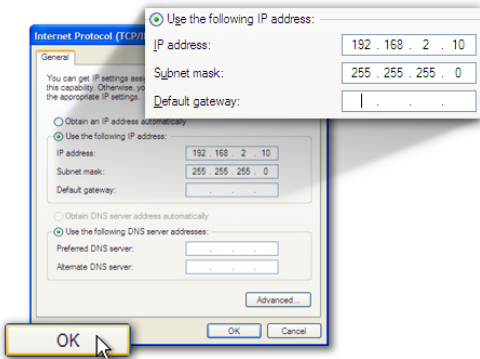 Use the following IP address:
IP address: 192 . 168 . 2 . 10
Subnet mask: 255 . 255 . 255 . 0
Default gateway: . . .
Internet Protocol (TCP/I
General
You can get IP settings
this capability. Otherwise, yo
the appropriate IP settings.
Obtain an IP address automatically
Use the following IP address:
IP address: 192 . 168 . 2 . 10
Subnet mask: 255 . 255 . 255 . 0
Default gateway: . . .
Obtain DNS server address automatically
Use the following DNS server addresses:
Preferred DNS server: . . .
Alternate DNS server: . . .
Advanced...
OK Cancel
OK